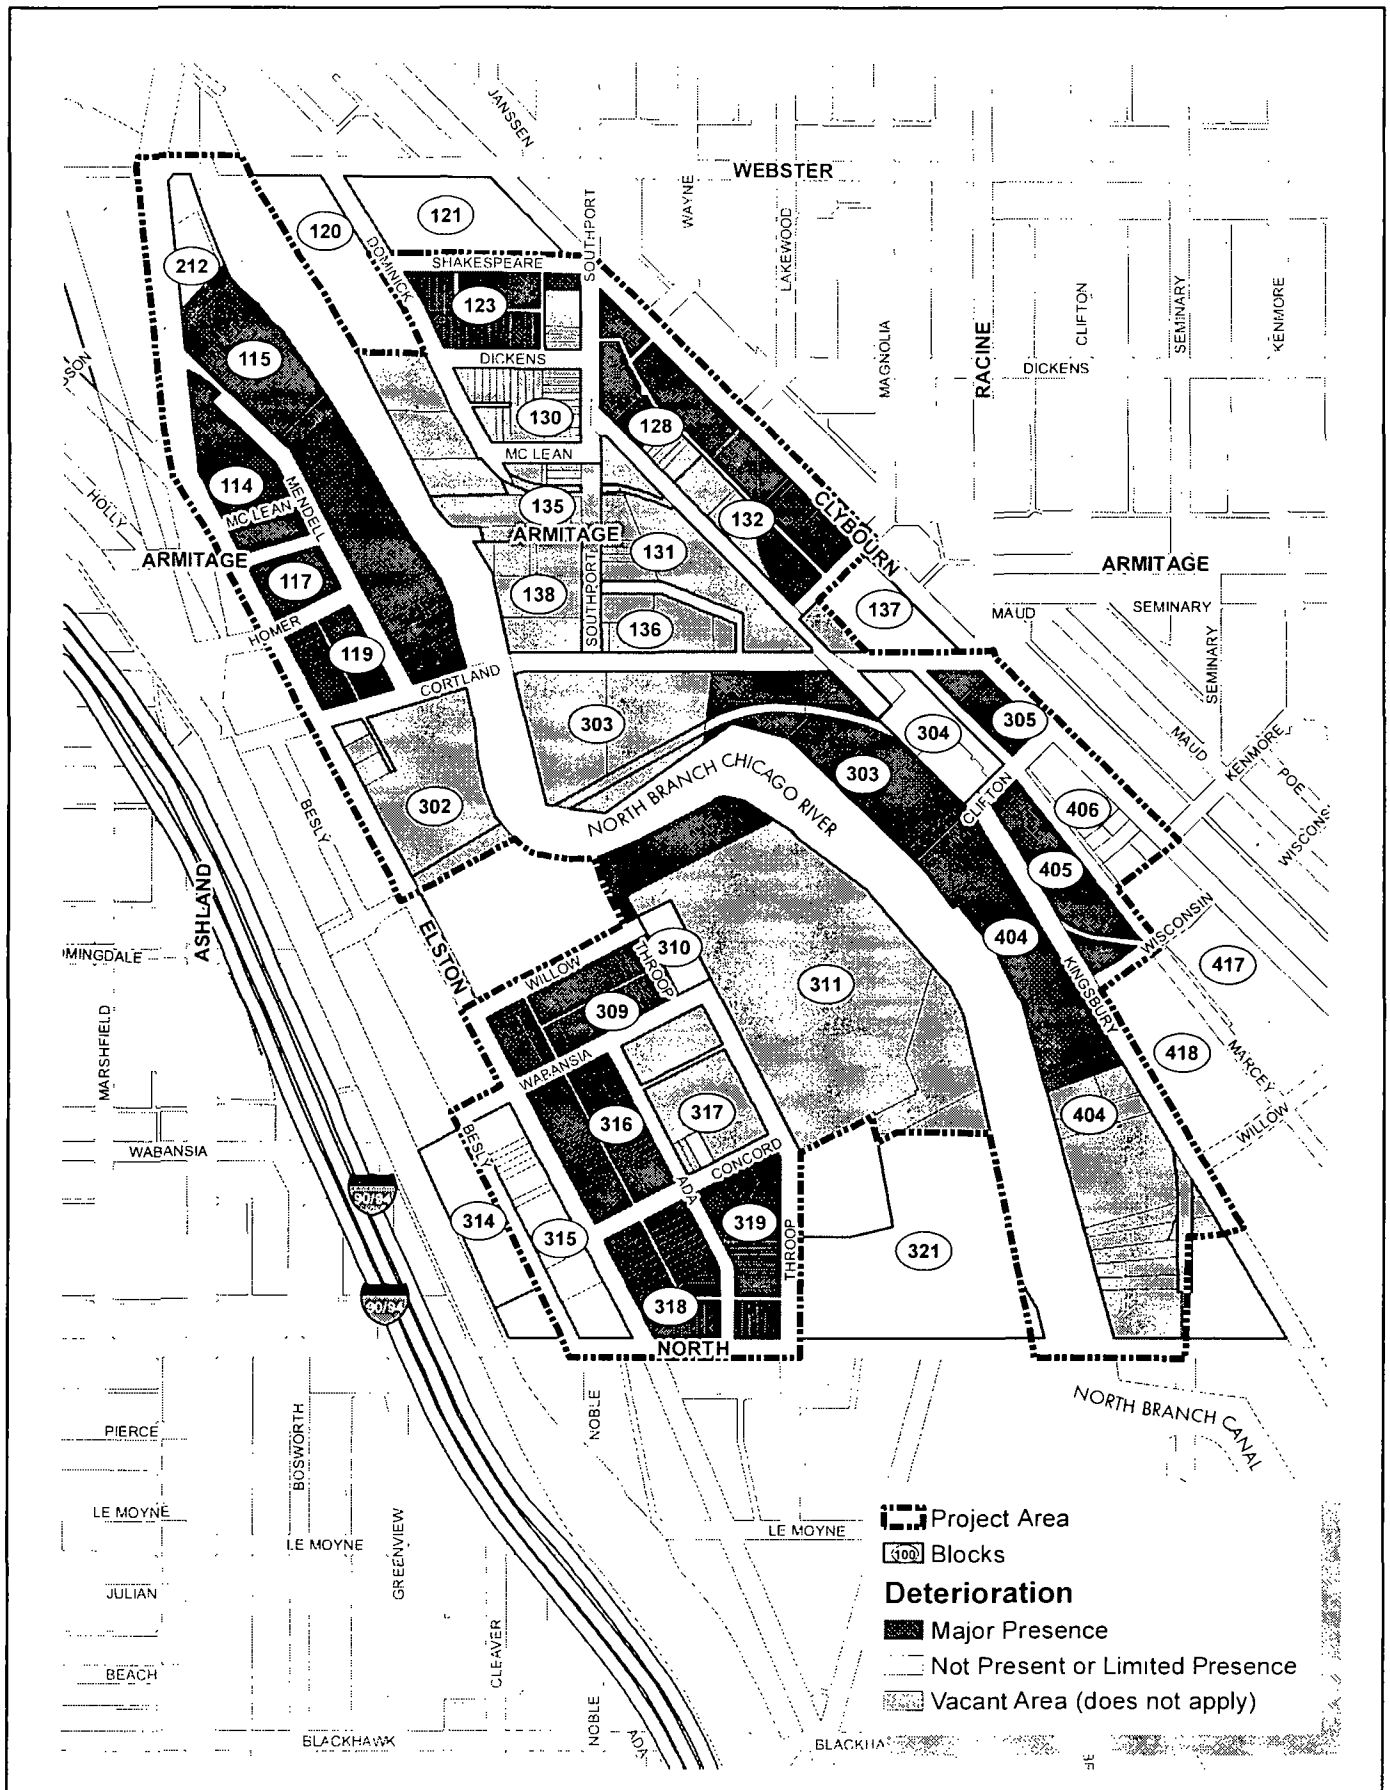 JANSSEN
WEBSTER
SOUTHPORT
WAYNE
LAKEWOOD
121
120
DOMINICK
SHAKESPEARE
212
123
CLIFTON
SEMINARY
KENMORE
MAGNOLIA
RACINE
115
DICKENS
DICKENS
130
128
MC LEAN
HOLLY
114
MC LEAN
MENDELL
135
132
CLYBOURN
ARMITAGE
ARMITAGE
131
ARMITAGE
117
138
SOUTHPORT
137
MAUD
SEMINARY
HOMER
136
119
SEMINARY
CORTLAND
303
304
305
MAUD
KENMORE
POE
303
302
BESLY
NORTH BRANCH CHICAGO RIVER
CLIFTON
406
405
ASHLAND
ELSTON
WISCONSIN
310
THROOP
404
WILLOW
417
311
KINGSBURY
309
MARSHFIELD
WABANSIA
418
MARCEY
317
404
316
BESLY
WILLOW
WABANSIA
CONCORD
ADA
90/94
314
315
319
THROOP
321
90/94
318
NORTH
NORTH BRANCH CANAL
NOBLE
PIERCE
BOSWORTH
LE MOYNE
LE MOYNE
LE MOYNE
GREENVIEW
JULIAN
CLEAVER
BEACH
NOBLE
ADA
BLACKHAWK
BLACKHA
Project Area
100 Blocks
Deterioration
Major Presence
Not Present or Limited Presence
Vacant Area (does not apply)